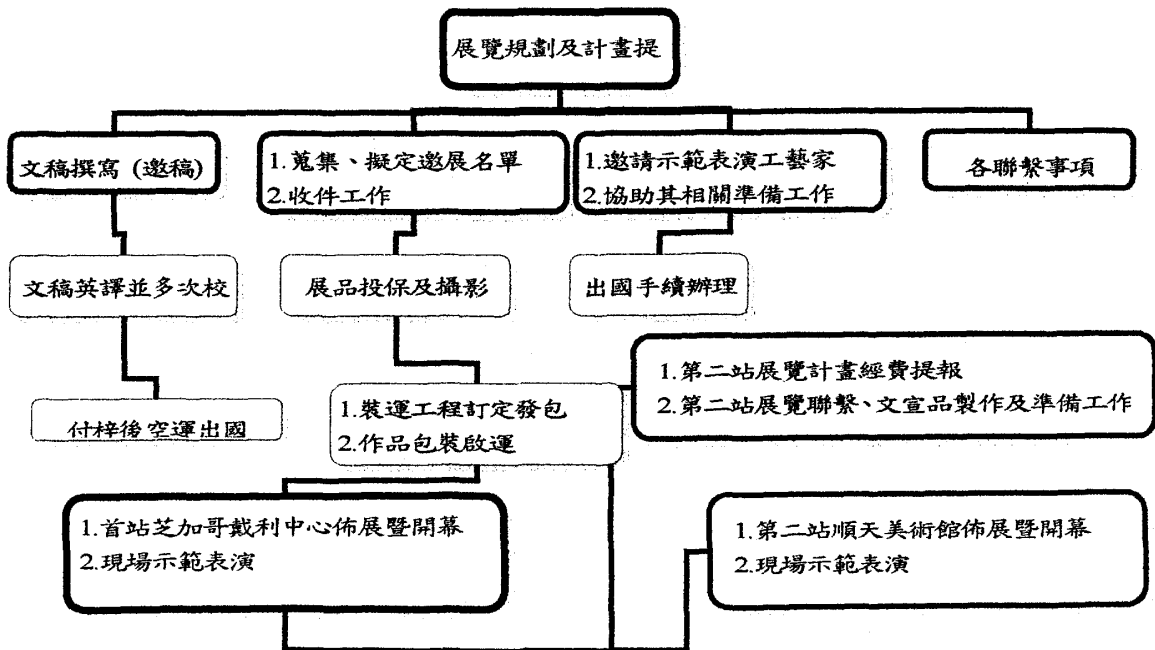 展覽規劃及計畫提
文稿撰寫 (邀稿)
1.蒐集、擬定邀展名單
2.收件工作
1.邀請示範表演工藝家
2.協助其相關準備工作
各聯繫事項
文稿英譯並多次校
展品投保及攝影
出國手續辦理
1.第二站展覽計畫經費提報
2.第二站展覽聯繫、文宣品製作及準備工作
付梓後空運出國
1.裝運工程訂定發包
2.作品包裝啟運
1.首站芝加哥戴利中心佈展暨開幕
2.現場示範表演
1.第二站順天美術館佈展暨開幕
2.現場示範表演